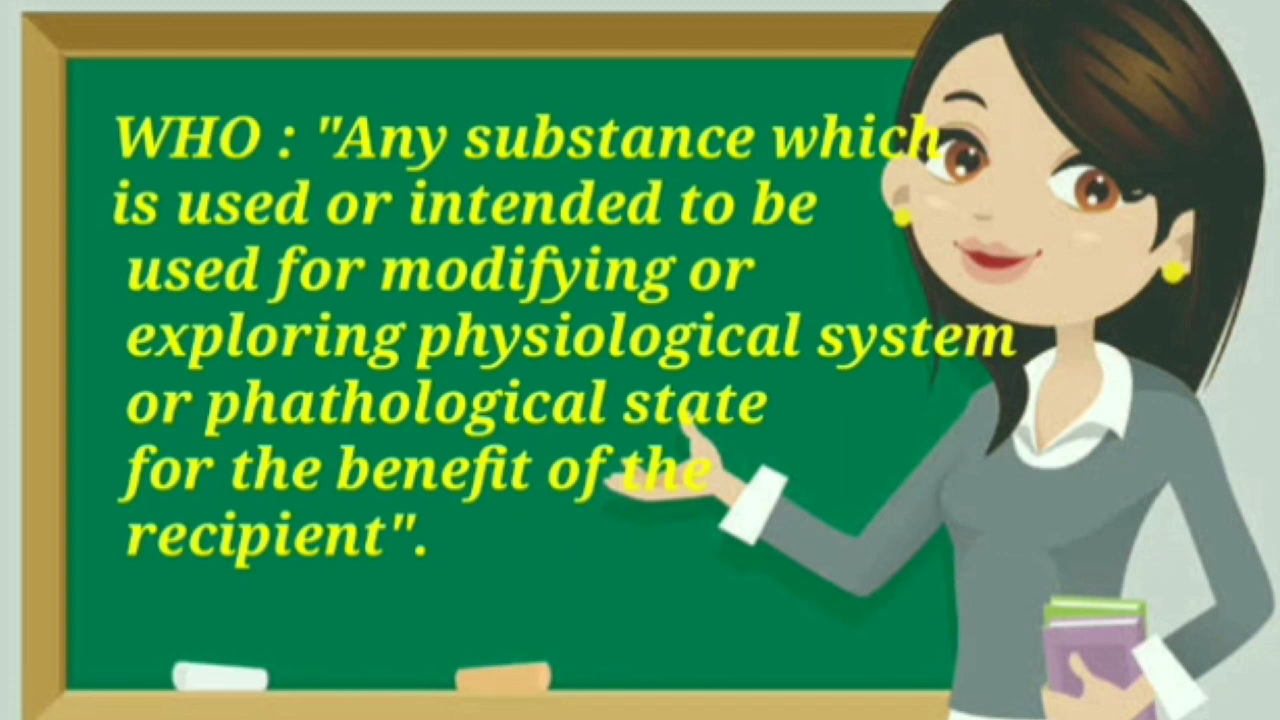 WHO : "Any substance which
is used or intended to be
used for modifying or
exploring physiological system
or phathological state
for the benefit of the
recipient".